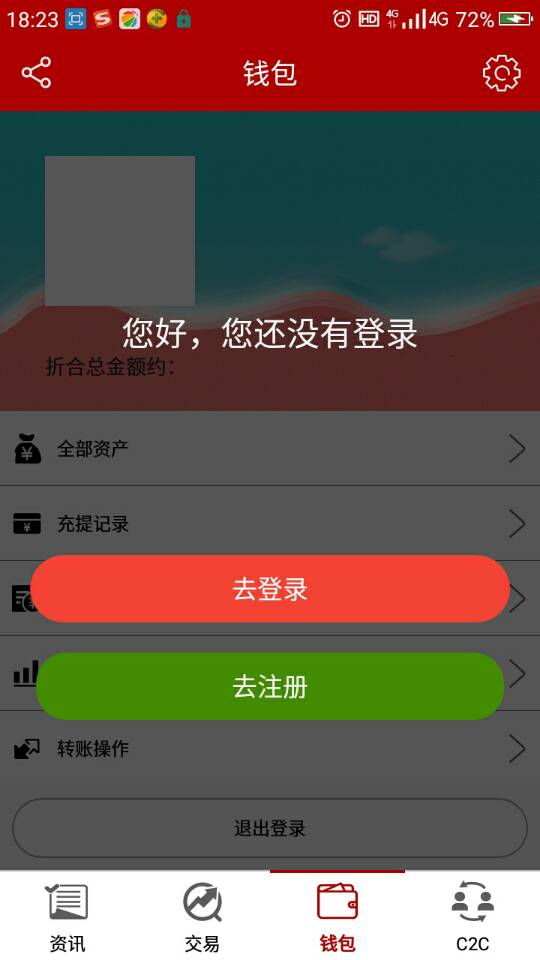 18:23 HD 4G 4G 72%
钱包
您好，您还没有登录
折合总金额约：
全部资产
充提记录
去登录
去注册
转账操作
退出登录
资讯 交易 钱包 C2C